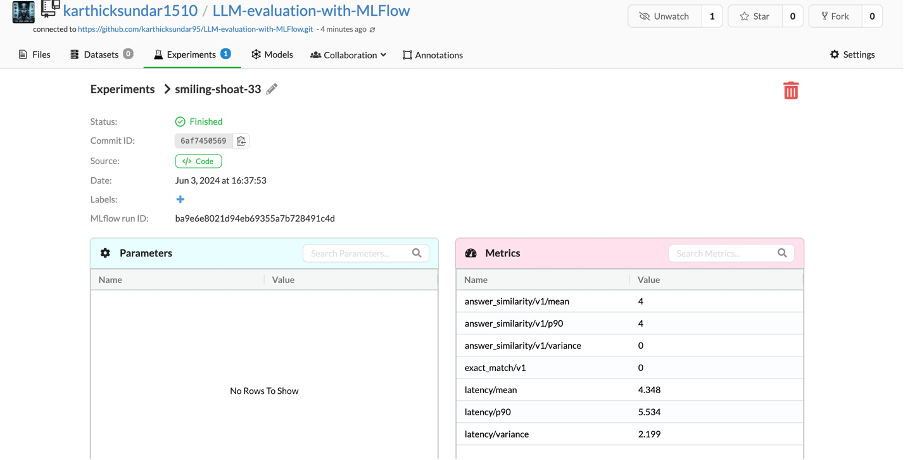 karthicksundar1510 / LLM-evaluation-with-MLFlow
Unwatch 1 Star 0 Fork 0
connected to https://github.com/karthicksundar95/LLM-evaluation-with-MLFlow.git - 4 minutes ago
Files Datasets 0 Experiments 1 Models Collaboration Annotations Settings
Experiments > smiling-shoat-33
Status: Finished
Commit ID: 6af7450569
Source: </> Code
Date: Jun 3, 2024 at 16:37:53
Labels: +
MLflow run ID: ba9e6e8021d94eb69355a7b728491c4d
Parameters Search Parameters...
Name Value
No Rows To Show
Metrics Search Metrics...
Name Value
answer_similarity/v1/mean 4
answer_similarity/v1/p90 4
answer_similarity/v1/variance 0
exact_match/v1 0
latency/mean 4.348
latency/p90 5.534
latency/variance 2.199